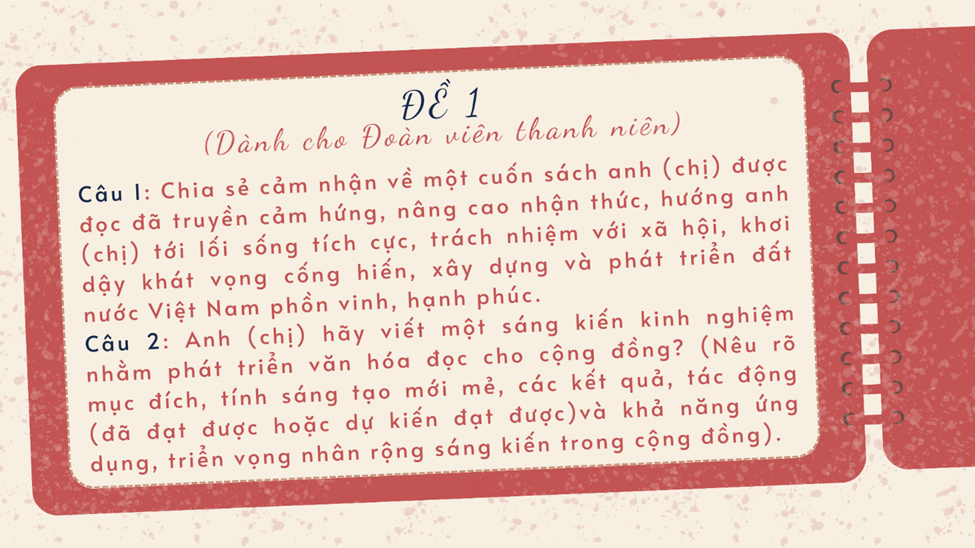 ĐỀ 1
(Dành cho Đoàn viên thanh niên)
Câu 1: Chia sẻ cảm nhận về một cuốn sách anh (chị) được
đọc đã truyền cảm hứng, nâng cao nhận thức, hướng anh
(chị) tới lối sống tích cực, trách nhiệm với xã hội, khơi
dậy khát vọng cống hiến, xây dựng và phát triển đất
nước Việt Nam phồn vinh, hạnh phúc.
Câu 2: Anh (chị) hãy viết một sáng kiến kinh nghiệm
nhằm phát triển văn hóa đọc cho cộng đồng? (Nêu rõ
mục đích, tính sáng tạo mới mẻ, các kết quả, tác động
(đã đạt được hoặc dự kiến đạt được)và khả năng ứng
dụng, triển vọng nhân rộng sáng kiến trong cộng đồng).